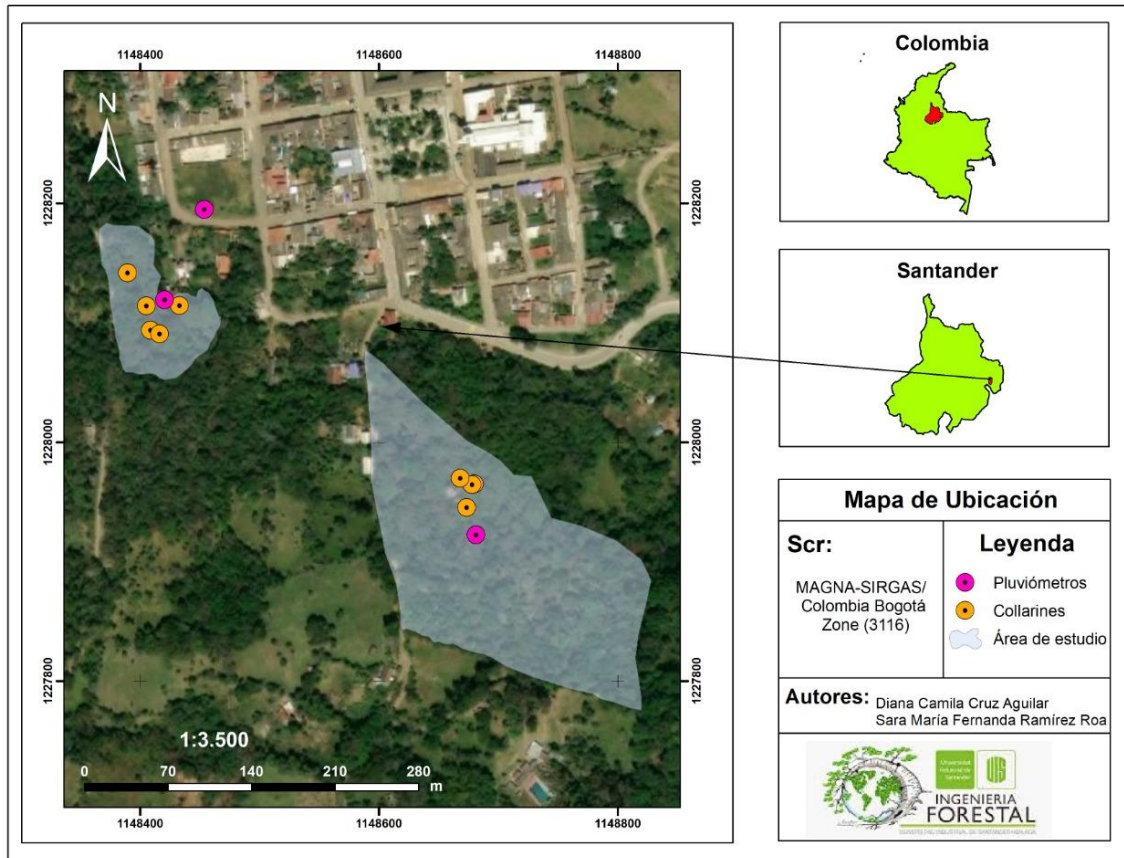 1148400
1148600
1148800
N
1228200
1228200
1228000
1228000
1227800
1227800
1:3.500
0 70 140 210 280
m
1148400
1148600
1148800
Colombia
Santander
Mapa de Ubicación
Scr:
MAGNA-SIRGAS/
Colombia Bogotá
Zone (3116)
Leyenda
Pluviómetros
Collarines
Área de estudio
Autores: Diana Camila Cruz Aguilar
Sara María Fernanda Ramírez Roa
Universidad
Industrial de
Santander
UIS
INGENIERIA
FORESTAL